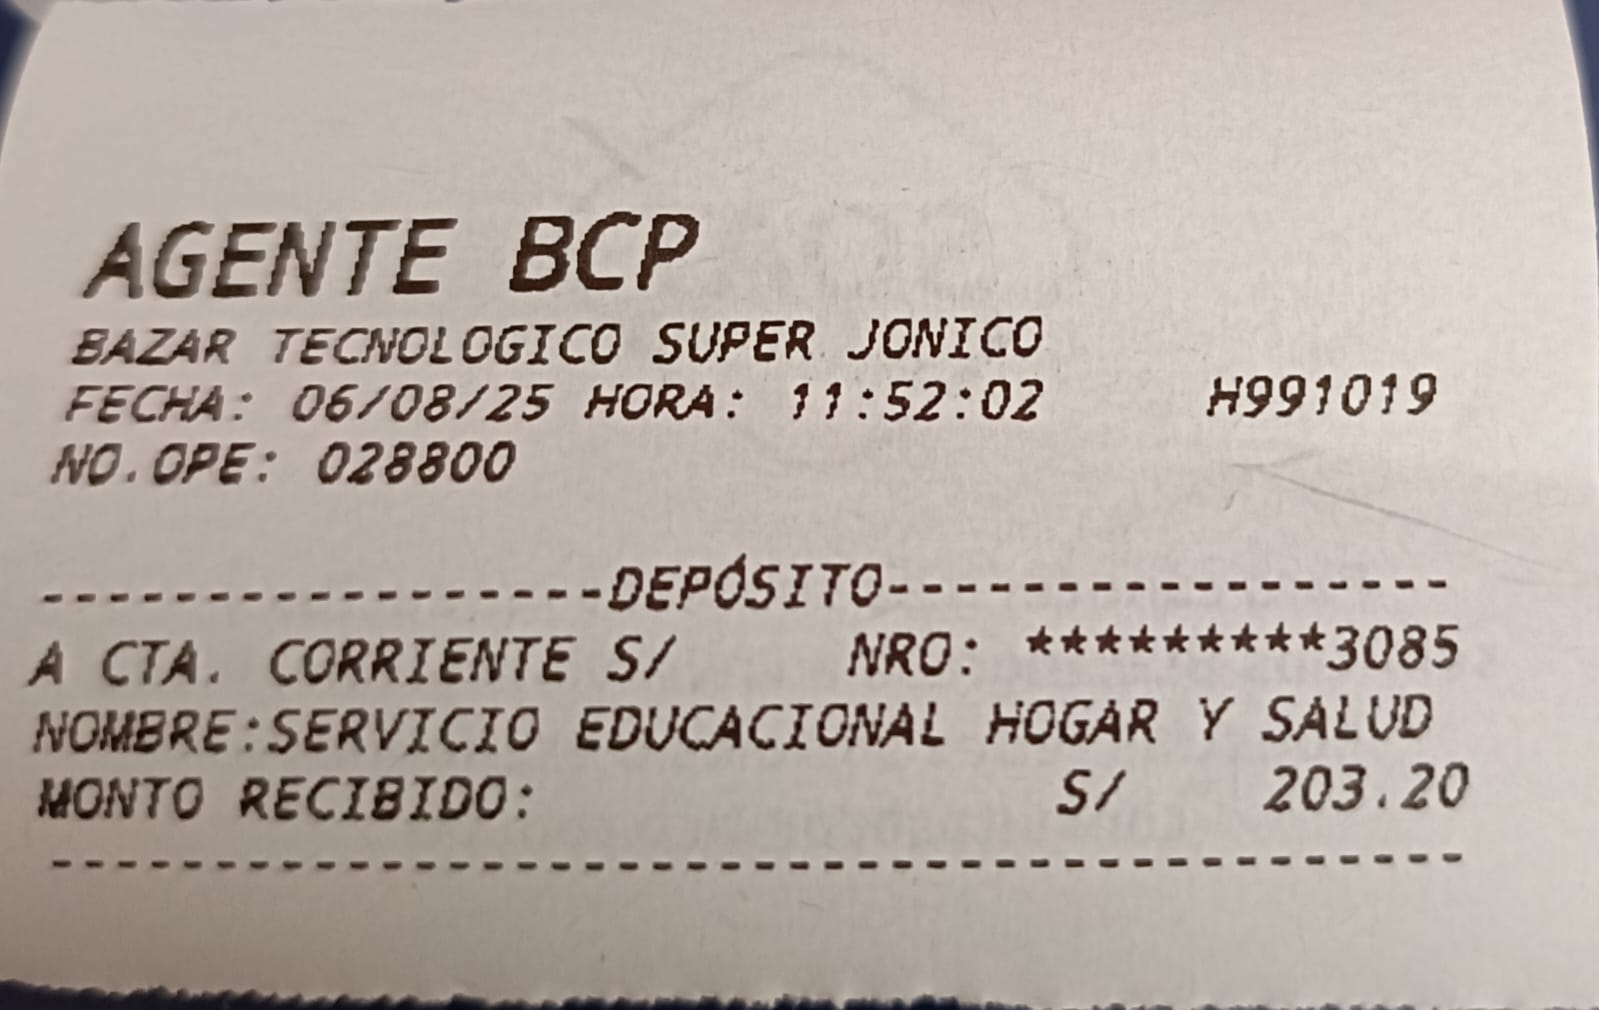 AGENTE BCP
BAZAR TECNOLOGICO SUPER JONICO
FECHA: 06/08/25 HORA: 11:52:02 H991019
NO.OPE: 028800
-----------------DEPÓSITO-----------------
A CTA. CORRIENTE S/ NRO: *********3085
NOMBRE:SERVICIO EDUCACIONAL HOGAR Y SALUD
MONTO RECIBIDO: S/ 203.20
------------------------------------------